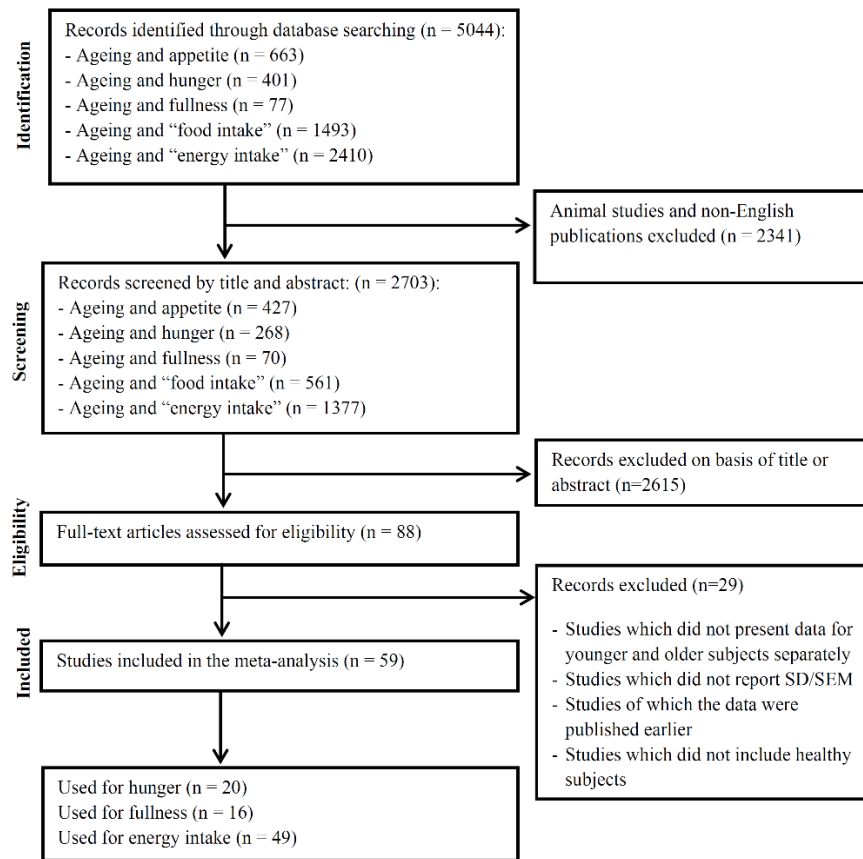 Identification
Records identified through database searching (n = 5044):
- Ageing and appetite (n = 663)
- Ageing and hunger (n = 401)
- Ageing and fullness (n = 77)
- Ageing and “food intake” (n = 1493)
- Ageing and “energy intake” (n = 2410)
Animal studies and non-English
publications excluded (n = 2341)
Screening
Records screened by title and abstract: (n = 2703):
- Ageing and appetite (n = 427)
- Ageing and hunger (n = 268)
- Ageing and fullness (n = 70)
- Ageing and “food intake” (n = 561)
- Ageing and “energy intake” (n = 1377)
Records excluded on basis of title or
abstract (n=2615)
Eligibility
Full-text articles assessed for eligibility (n = 88)
Records excluded (n=29)
- Studies which did not present data for
younger and older subjects separately
- Studies which did not report SD/SEM
- Studies of which the data were
published earlier
- Studies which did not include healthy
subjects
Included
Studies included in the meta-analysis (n = 59)
Used for hunger (n = 20)
Used for fullness (n = 16)
Used for energy intake (n = 49)